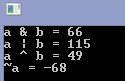 a & b = 66
a ¦ b = 115
a ^ b = 49
~a = -68